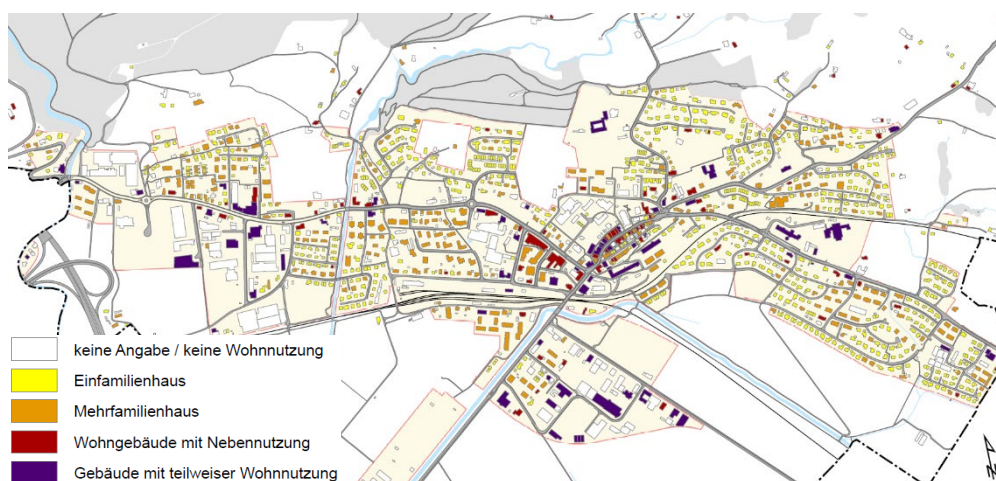 keine Angabe / keine Wohnnutzung
Einfamilienhaus
Mehrfamilienhaus
Wohngebäude mit Nebennutzung
Gebäude mit teilweiser Wohnnutzung
N